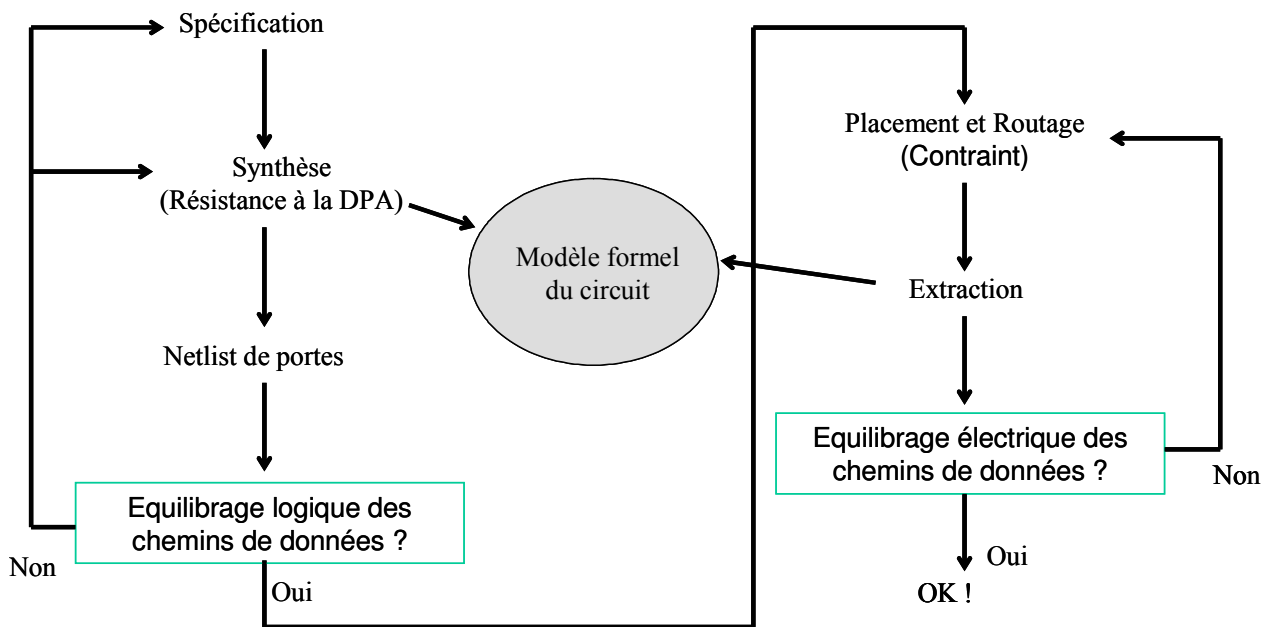 Spécification
Synthèse
(Résistance à la DPA)
Netlist de portes
Equilibrage logique des
chemins de données ?
Non
Oui
Modèle formel
du circuit
Placement et Routage
(Contraint)
Extraction
Equilibrage électrique des
chemins de données ?
Non
Oui
OK !